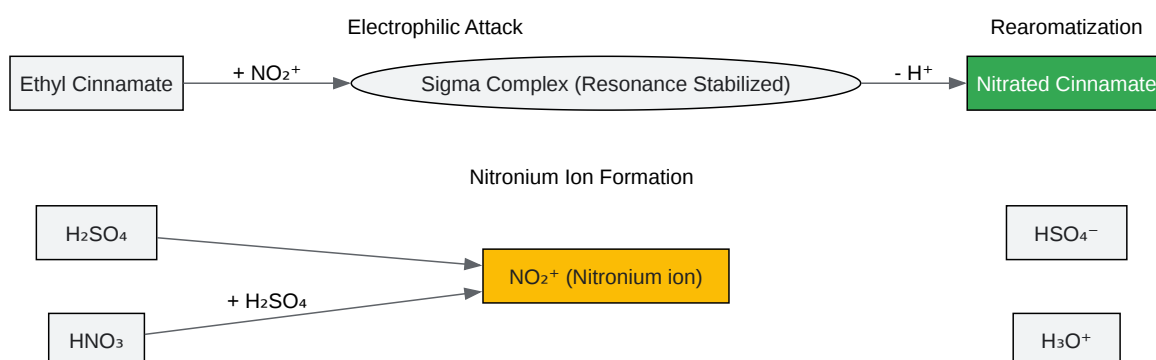 Electrophilic Attack
Rearomatization
Ethyl Cinnamate
+ NO₂⁺
Sigma Complex (Resonance Stabilized)
- H⁺
Nitrated Cinnamate
Nitronium Ion Formation
H₂SO₄
HSO₄⁻
NO₂⁺ (Nitronium ion)
+ H₂SO₄
HNO₃
H₃O⁺